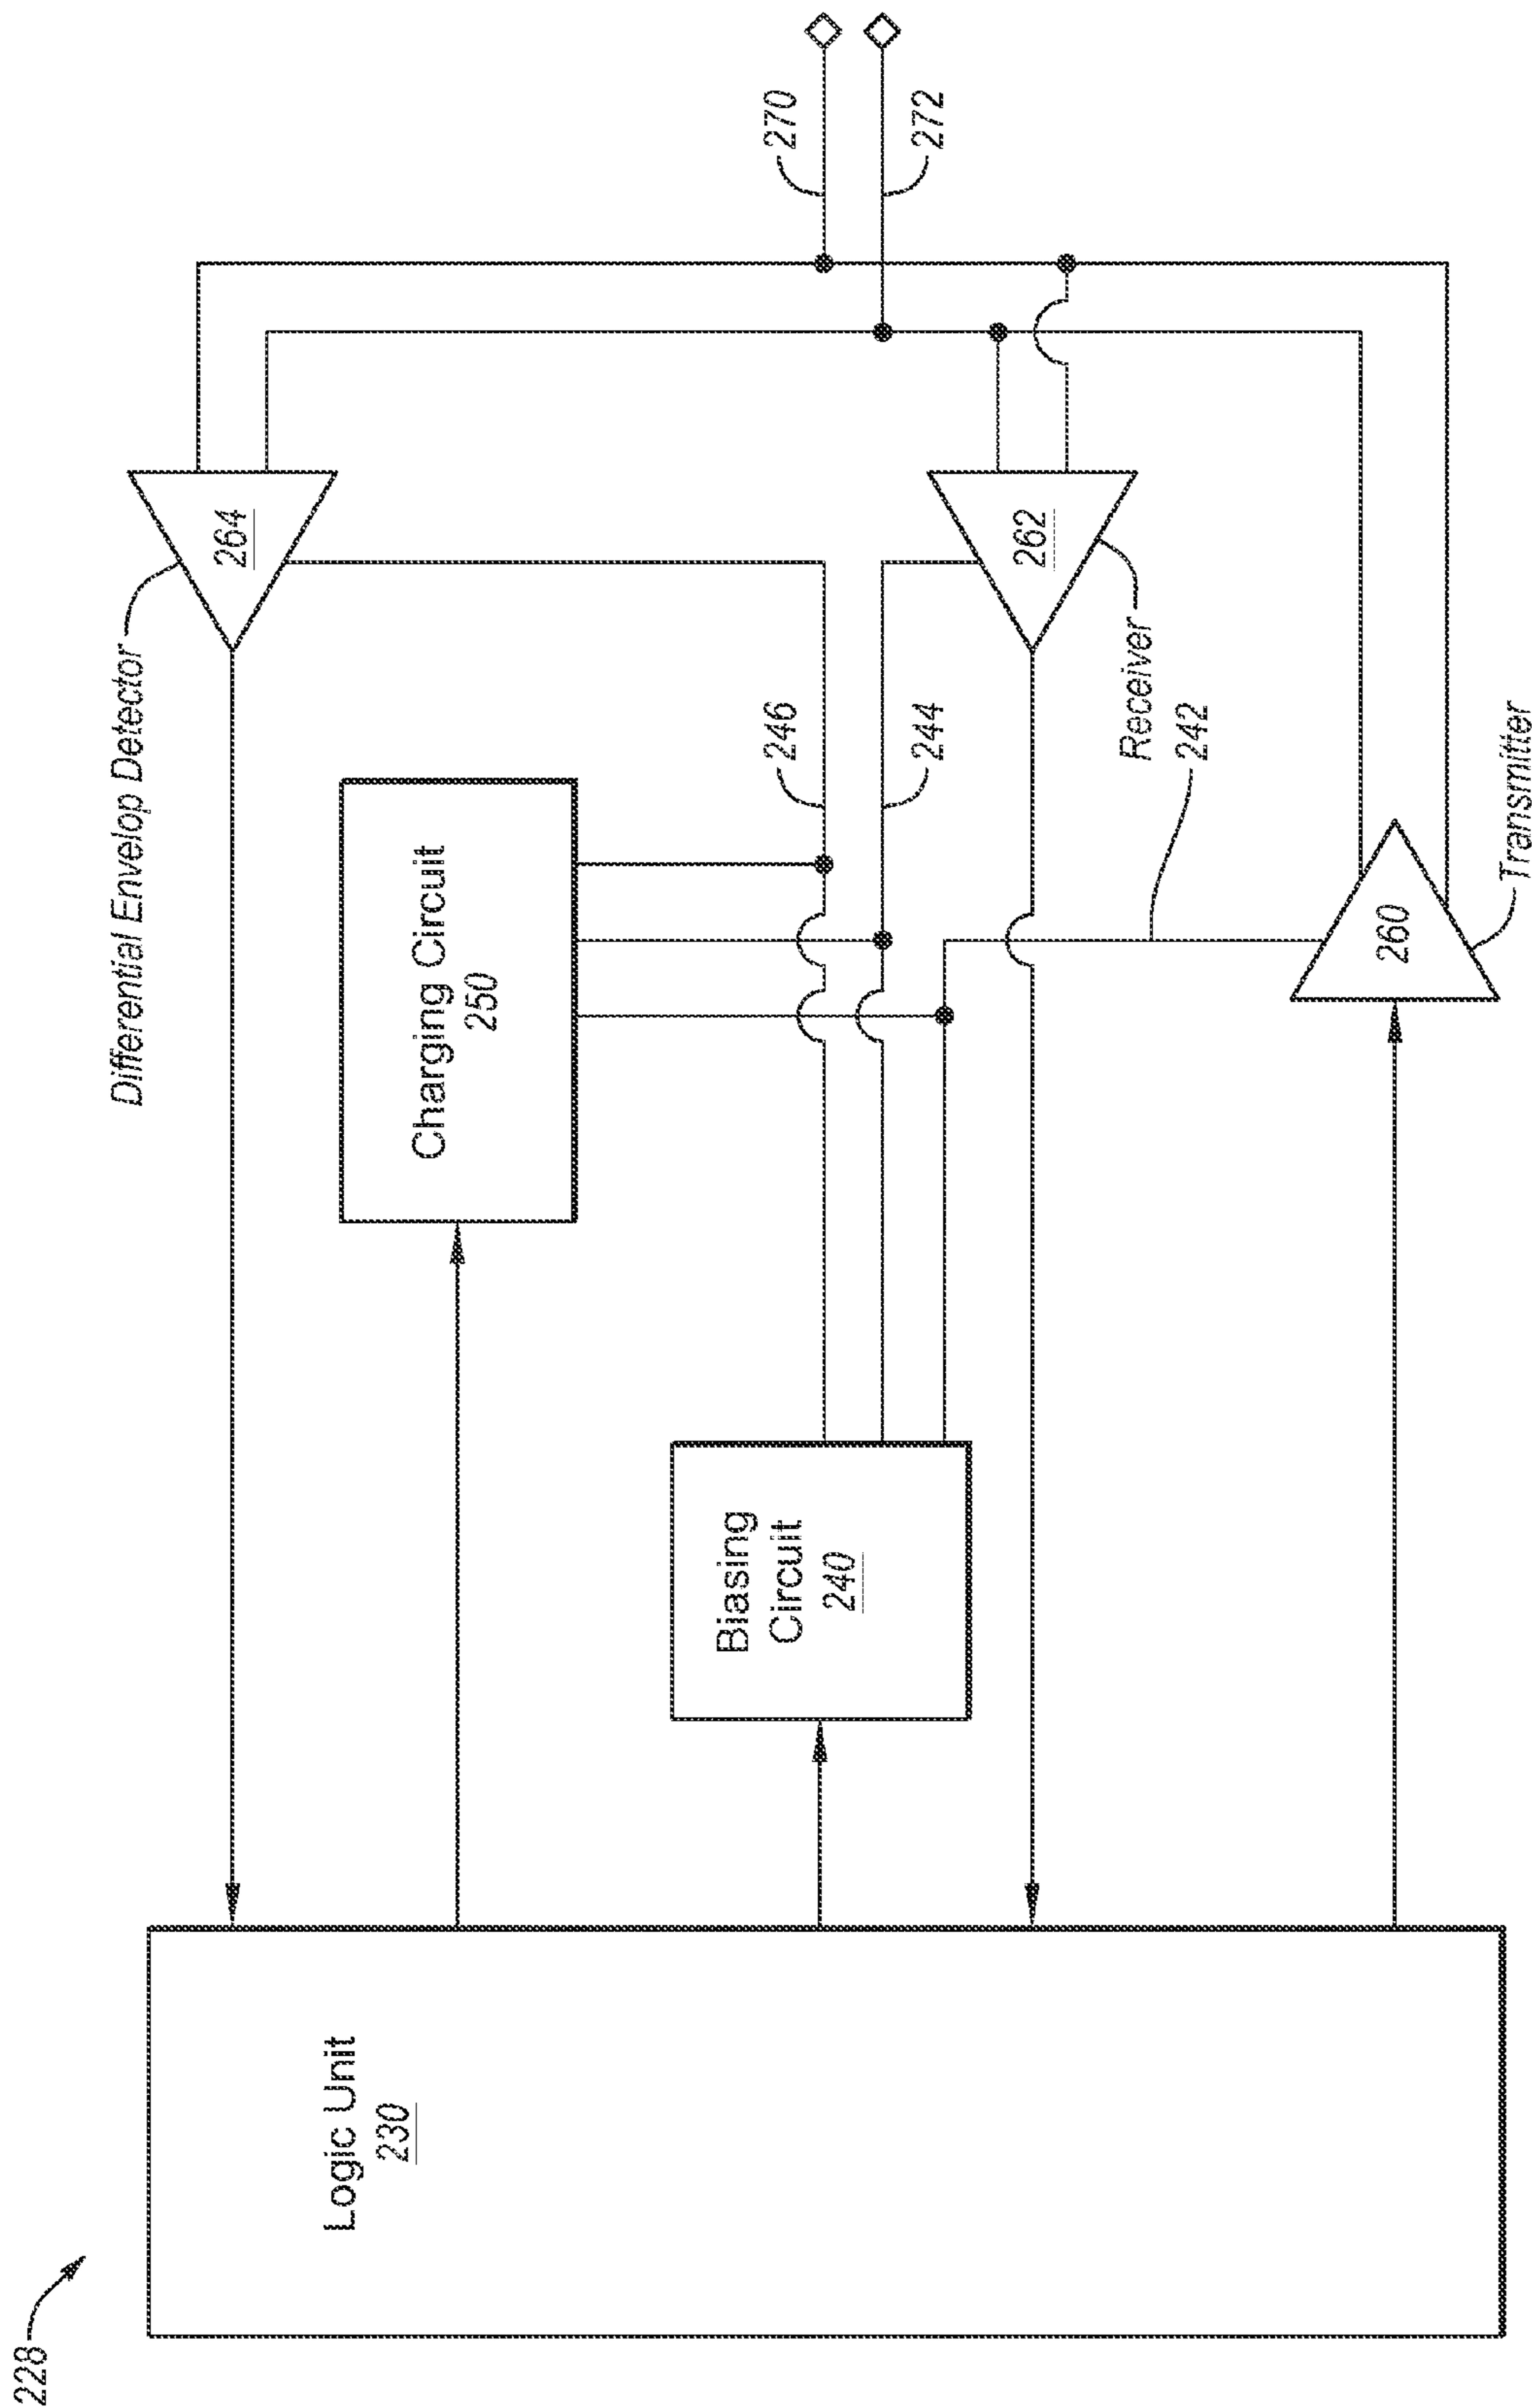 228
Logic Unit
230
Differential Envelop Detector
264
Charging Circuit
250
Biasing
Circuit
240
246
244
262
Receiver
242
260
Transmitter
270
272